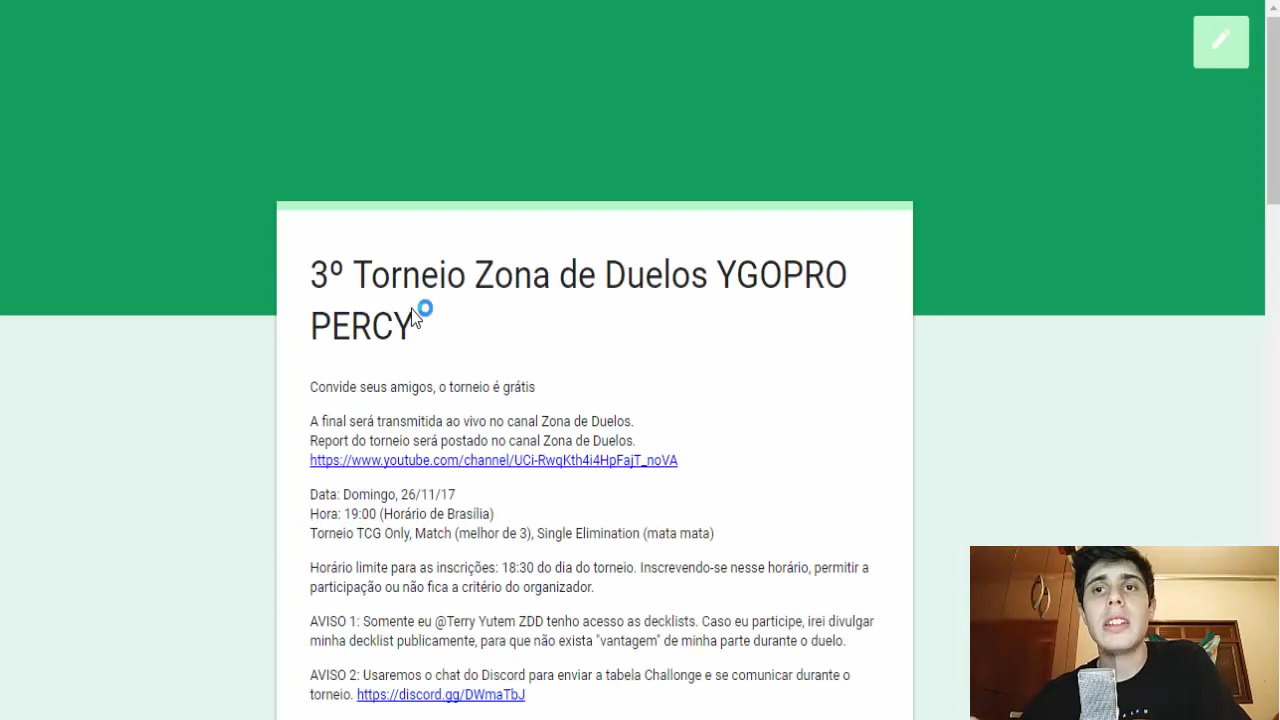 3º Torneio Zona de Duelos YGOPRO
PERCY
Convide seus amigos, o torneio é grátis
A final será transmitida ao vivo no canal Zona de Duelos.
Report do torneio será postado no canal Zona de Duelos.
https://www.youtube.com/channel/UCi-RwqKth4i4HpFajT_noVA
Data: Domingo, 26/11/17
Hora: 19:00 (Horário de Brasília)
Torneio TCG Only, Match (melhor de 3), Single Elimination (mata mata)
Horário limite para as inscrições: 18:30 do dia do torneio. Inscrevendo-se nesse horário, permitir a
participação ou não fica a critério do organizador.
AVISO 1: Somente eu @Terry Yutem ZDD tenho acesso as decklists. Caso eu participe, irei divulgar
minha decklist publicamente, para que não exista "vantagem" de minha parte durante o duelo.
AVISO 2: Usaremos o chat do Discord para enviar a tabela Challonge e se comunicar durante o
torneio. https://discord.gg/DWmaTbJ